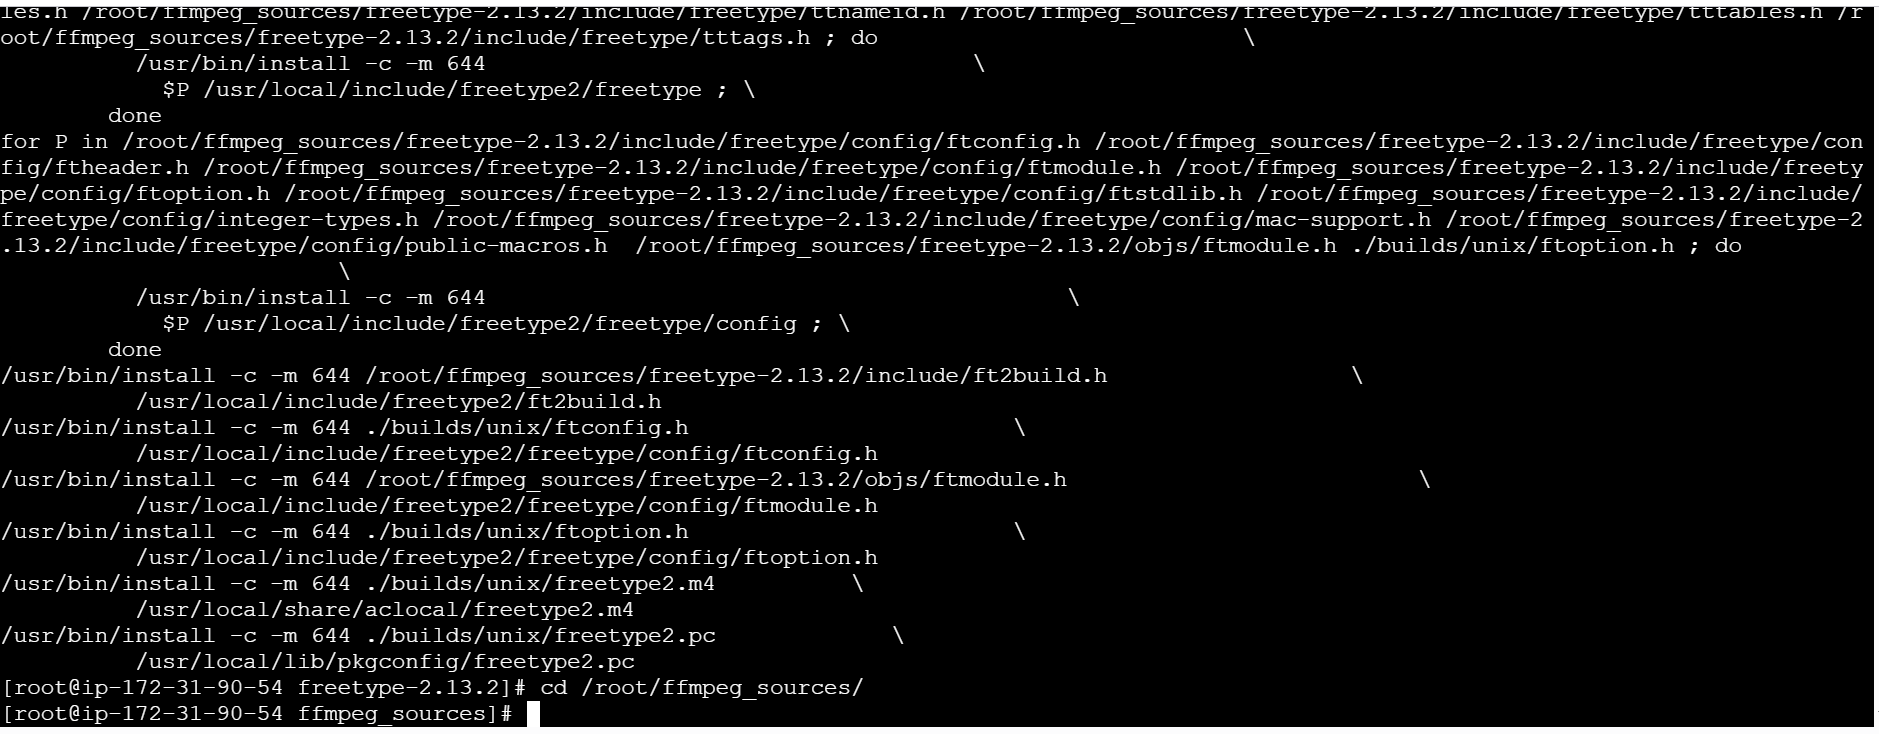 les.h /root/ffmpeg_sources/freetype-2.13.2/include/freetype/ttnameid.h /root/ffmpeg_sources/freetype-2.13.2/include/freetype/tttables.h /r
oot/ffmpeg_sources/freetype-2.13.2/include/freetype/tttags.h ; do \
/usr/bin/install -c -m 644 \
$P /usr/local/include/freetype2/freetype ; \
done
for P in /root/ffmpeg_sources/freetype-2.13.2/include/freetype/config/ftconfig.h /root/ffmpeg_sources/freetype-2.13.2/include/freetype/con
fig/ftheader.h /root/ffmpeg_sources/freetype-2.13.2/include/freetype/config/ftmodule.h /root/ffmpeg_sources/freetype-2.13.2/include/freety
pe/config/ftoption.h /root/ffmpeg_sources/freetype-2.13.2/include/freetype/config/ftstdlib.h /root/ffmpeg_sources/freetype-2.13.2/include/
freetype/config/integer-types.h /root/ffmpeg_sources/freetype-2.13.2/include/freetype/config/mac-support.h /root/ffmpeg_sources/freetype-2
.13.2/include/freetype/config/public-macros.h  /root/ffmpeg_sources/freetype-2.13.2/objs/ftmodule.h ./builds/unix/ftoption.h ; do
\
/usr/bin/install -c -m 644 \
$P /usr/local/include/freetype2/freetype/config ; \
done
/usr/bin/install -c -m 644 /root/ffmpeg_sources/freetype-2.13.2/include/ft2build.h \
/usr/local/include/freetype2/ft2build.h
/usr/bin/install -c -m 644 ./builds/unix/ftconfig.h \
/usr/local/include/freetype2/freetype/config/ftconfig.h
/usr/bin/install -c -m 644 /root/ffmpeg_sources/freetype-2.13.2/objs/ftmodule.h \
/usr/local/include/freetype2/freetype/config/ftmodule.h
/usr/bin/install -c -m 644 ./builds/unix/ftoption.h \
/usr/local/include/freetype2/freetype/config/ftoption.h
/usr/bin/install -c -m 644 ./builds/unix/freetype2.m4 \
/usr/local/share/aclocal/freetype2.m4
/usr/bin/install -c -m 644 ./builds/unix/freetype2.pc \
/usr/local/lib/pkgconfig/freetype2.pc
[root@ip-172-31-90-54 freetype-2.13.2]# cd /root/ffmpeg_sources/
[root@ip-172-31-90-54 ffmpeg_sources]#